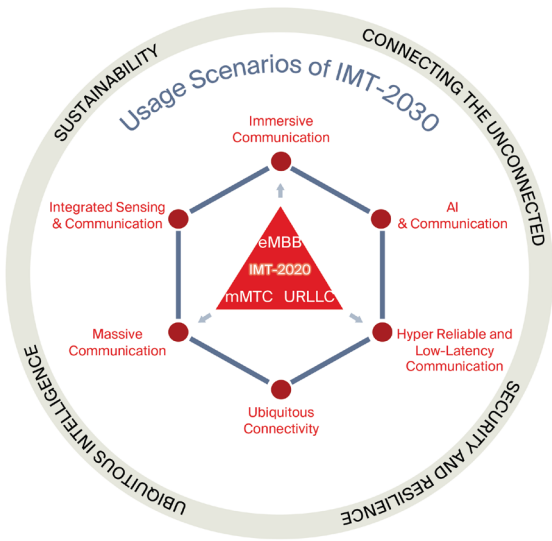 SUSTAINABILITY
CONNECTING THE UNCONNECTED
Usage Scenarios of IMT-2030
Immersive
Communication
Integrated Sensing
& Communication
AI
& Communication
eMBB
IMT-2020
mMTC URLLC
Massive
Communication
Hyper Reliable and
Low-Latency
Communication
Ubiquitous
Connectivity
UBIQUITOUS INTELLIGENCE
SECURITY AND RESILIENCE